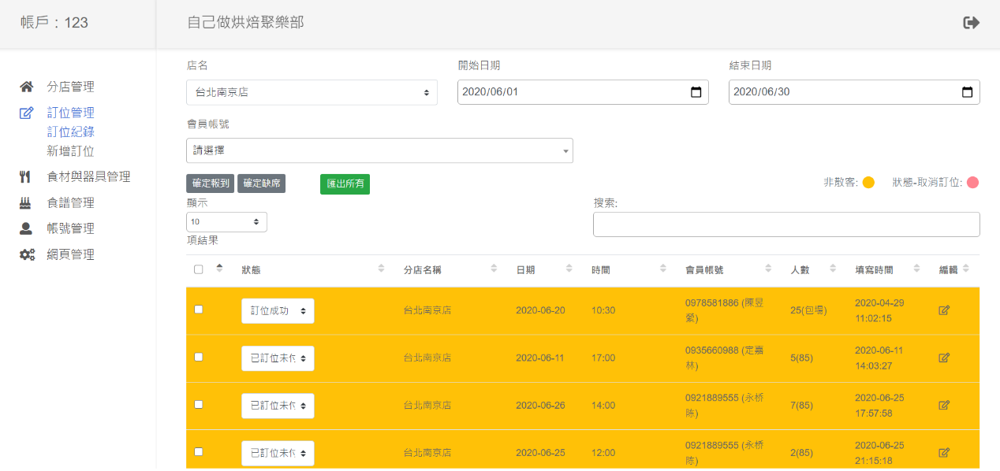 帳戶：123
自己做烘焙聚樂部
分店管理
訂位管理
訂位紀錄
新增訂位
食材與器具管理
食譜管理
帳號管理
網頁管理
店名
開始日期
結束日期
台北南京店
2020/06/01
2020/06/30
會員帳號
請選擇
確定報到 確定缺席 匯出所有
非散客: 狀態-取消訂位:
顯示
10
項結果
搜索:
狀態 分店名稱 日期 時間 會員帳號 人數 填寫時間 編輯
訂位成功 台北南京店 2020-06-20 10:30 0978581886 (陳昱縈) 25(包場) 2020-04-29 11:02:15
已訂位未付 台北南京店 2020-06-11 17:00 0935660988 (定嘉林) 5(85) 2020-06-11 14:03:27
已訂位未付 台北南京店 2020-06-26 14:00 0921889555 (永桥陈) 7(85) 2020-06-25 17:57:58
已訂位未付 台北南京店 2020-06-25 12:00 0921889555 (永桥陈) 2(85) 2020-06-25 21:15:18